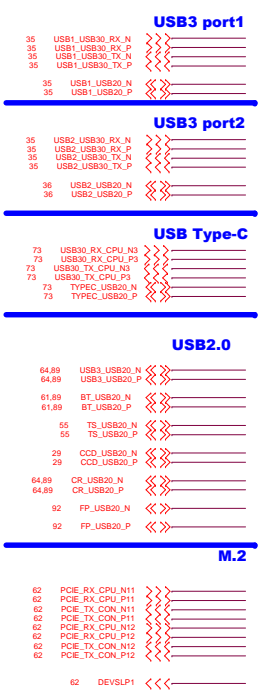 USB3 port1
35 USB1_USB30_RX_N
35 USB1_USB30_RX_P
35 USB1_USB30_TX_N
35 USB1_USB30_TX_P
35 USB1_USB20_N
35 USB1_USB20_P
USB3 port2
35 USB2_USB30_RX_N
35 USB2_USB30_RX_P
35 USB2_USB30_TX_N
35 USB2_USB30_TX_P
36 USB2_USB20_N
36 USB2_USB20_P
USB Type-C
73 USB30_RX_CPU_N3
73 USB30_RX_CPU_P3
73 USB30_TX_CPU_N3
73 USB30_TX_CPU_P3
73 TYPEC_USB20_N
73 TYPEC_USB20_P
USB2.0
64,89 USB3_USB20_N
64,89 USB3_USB20_P
61,89 BT_USB20_N
61,89 BT_USB20_P
55 TS_USB20_N
55 TS_USB20_P
29 CCD_USB20_N
29 CCD_USB20_P
64,89 CR_USB20_N
64,89 CR_USB20_P
92 FP_USB20_N
92 FP_USB20_P
M.2
62 PCIE_RX_CPU_N11
62 PCIE_RX_CPU_P11
62 PCIE_TX_CON_N11
62 PCIE_TX_CON_P11
62 PCIE_RX_CPU_N12
62 PCIE_RX_CPU_P12
62 PCIE_TX_CON_N12
62 PCIE_TX_CON_P12
62 DEVSLP1